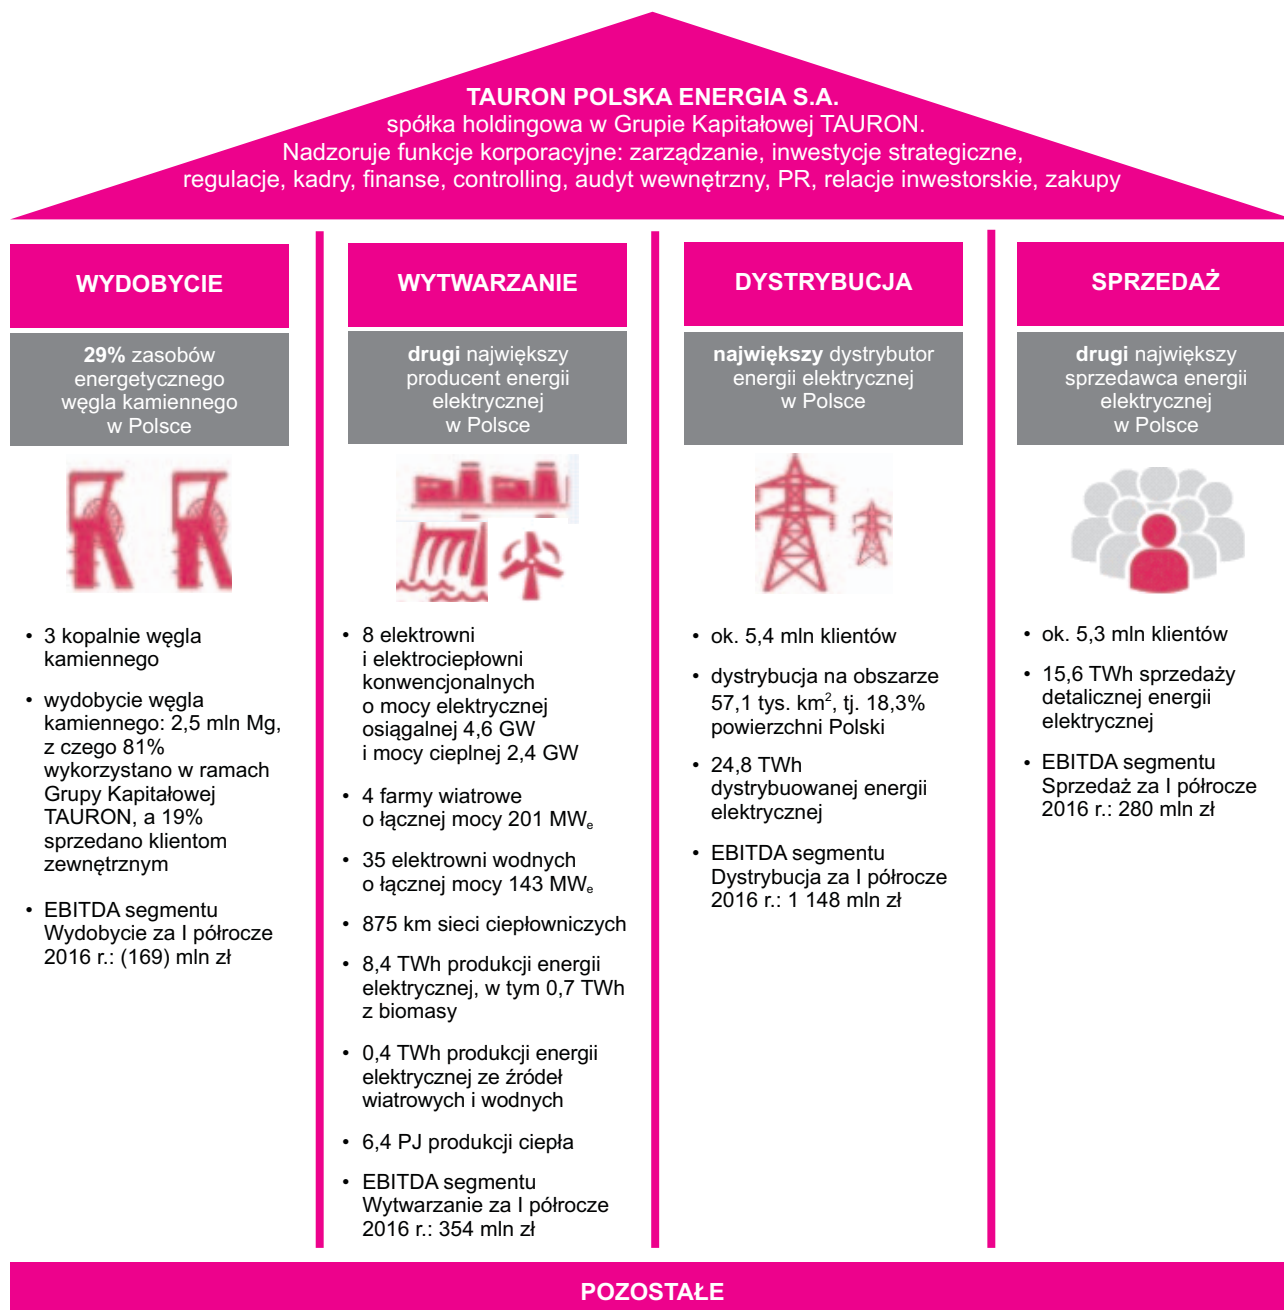 TAURON POLSKA ENERGIA S.A.
spółka holdingowa w Grupie Kapitałowej TAURON.
Nadzoruje funkcje korporacyjne: zarządzanie, inwestycje strategiczne,
regulacje, kadry, finanse, controlling, audyt wewnętrzny, PR, relacje inwestorskie, zakupy
WYDOBYCIE
29% zasobów
energetycznego
węgla kamiennego
w Polsce
• 3 kopalnie węgla
kamiennego
• wydobycie węgla
kamiennego: 2,5 mln Mg,
z czego 81%
wykorzystano w ramach
Grupy Kapitałowej
TAURON, a 19%
sprzedano klientom
zewnętrznym
• EBITDA segmentu
Wydobycie za I półrocze
2016 r.: (169) mln zł
WYTWARZANIE
drugi największy
producent energii
elektrycznej
w Polsce
• 8 elektrowni
i elektrociepłowni
konwencjonalnych
o mocy elektrycznej
osiągalnej 4,6 GW
i mocy cieplnej 2,4 GW
• 4 farmy wiatrowe
o łącznej mocy 201 MWₑ
• 35 elektrowni wodnych
o łącznej mocy 143 MWₑ
• 875 km sieci ciepłowniczych
• 8,4 TWh produkcji energii
elektrycznej, w tym 0,7 TWh
z biomasy
• 0,4 TWh produkcji energii
elektrycznej ze źródeł
wiatrowych i wodnych
• 6,4 PJ produkcji ciepła
• EBITDA segmentu
Wytwarzanie za I półrocze
2016 r.: 354 mln zł
DYSTRYBUCJA
największy dystrybutor
energii elektrycznej
w Polsce
• ok. 5,4 mln klientów
• dystrybucja na obszarze
57,1 tys. km², tj. 18,3%
powierzchni Polski
• 24,8 TWh
dystrybuowanej energii
elektrycznej
• EBITDA segmentu
Dystrybucja za I półrocze
2016 r.: 1 148 mln zł
SPRZEDAŻ
drugi największy
sprzedawca energii
elektrycznej
w Polsce
• ok. 5,3 mln klientów
• 15,6 TWh sprzedaży
detalicznej energii
elektrycznej
• EBITDA segmentu
Sprzedaż za I półrocze
2016 r.: 280 mln zł
POZOSTAŁE